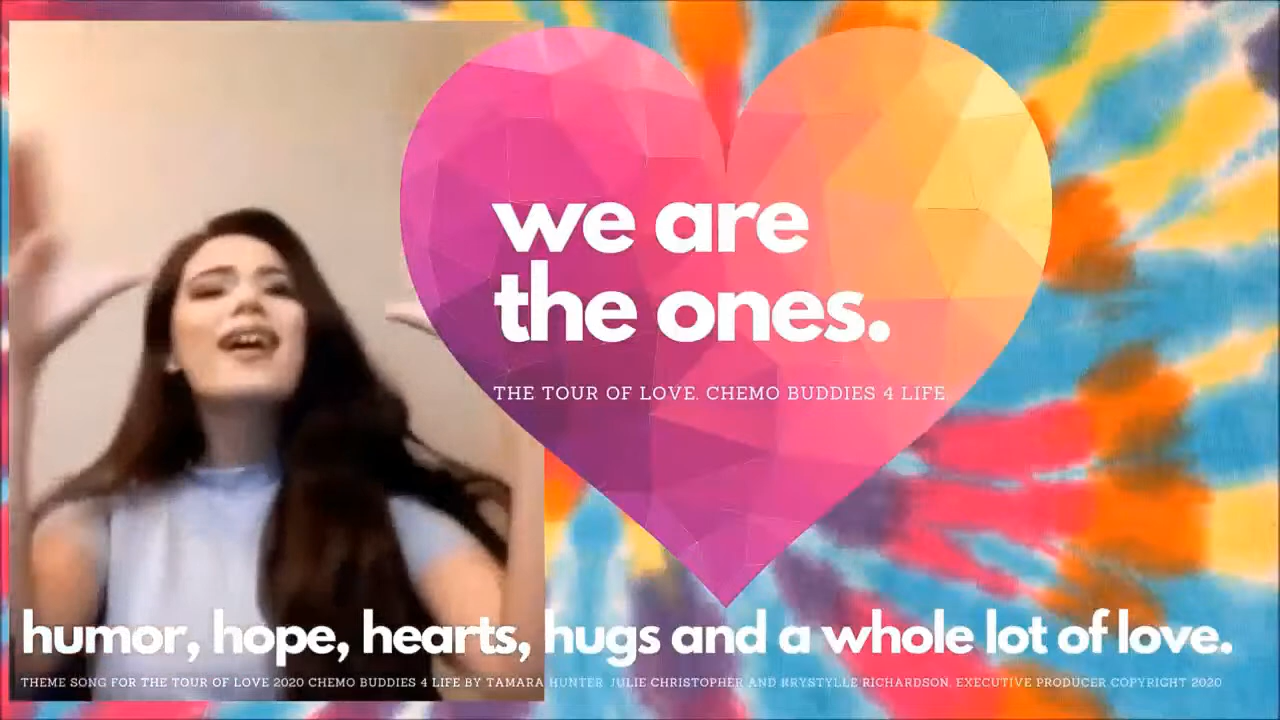 we are
the ones.
THE TOUR OF LOVE. CHEMO BUDDIES 4 LIFE
humor, hope, hearts, hugs and a whole lot of love.
THEME SONG FOR THE TOUR OF LOVE 2020 CHEMO BUDDIES 4 LIFE BY TAMARA HUNTER JULIE CHRISTOPHER AND KRYSTYLLE RICHARDSON, EXECUTIVE PRODUCER COPYRIGHT 2020